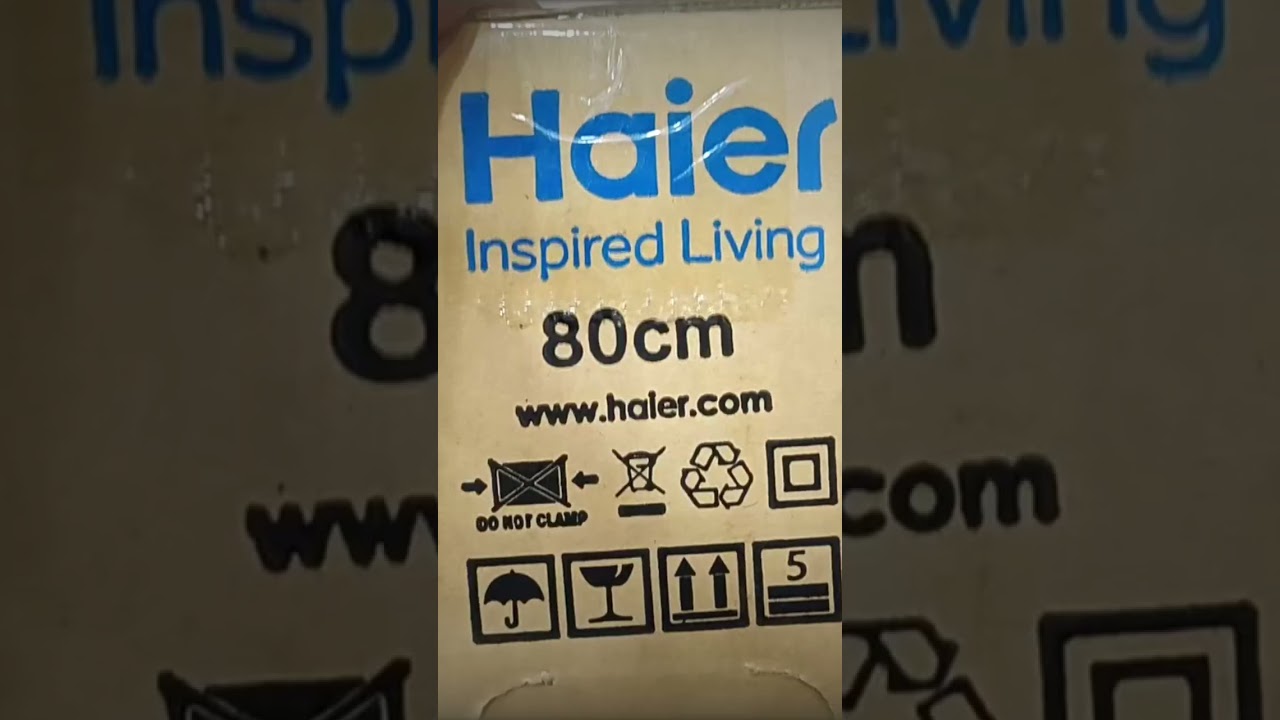 Haier
Inspired Living
80cm
www.haier.com
DO NOT CLAMP
5